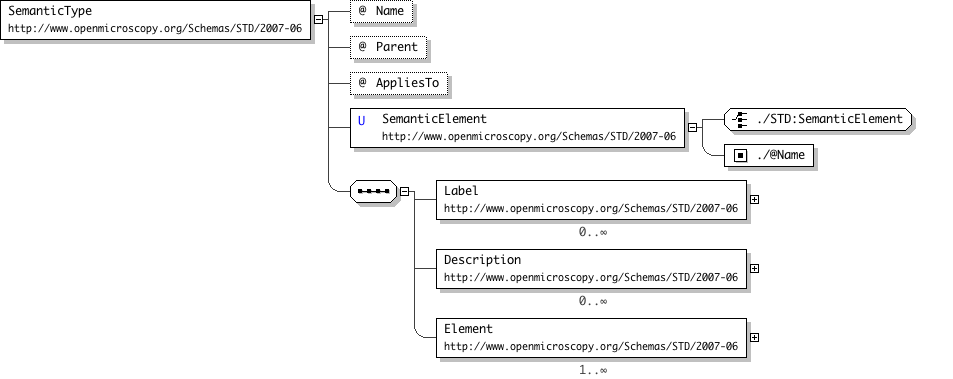 SemanticType
http://www.openmicroscopy.org/Schemas/STD/2007-06
@ Name
@ Parent
@ AppliesTo
U SemanticElement
http://www.openmicroscopy.org/Schemas/STD/2007-06
./STD:SemanticElement
./@Name
Label
http://www.openmicroscopy.org/Schemas/STD/2007-06
0..∞
Description
http://www.openmicroscopy.org/Schemas/STD/2007-06
0..∞
Element
http://www.openmicroscopy.org/Schemas/STD/2007-06
1..∞